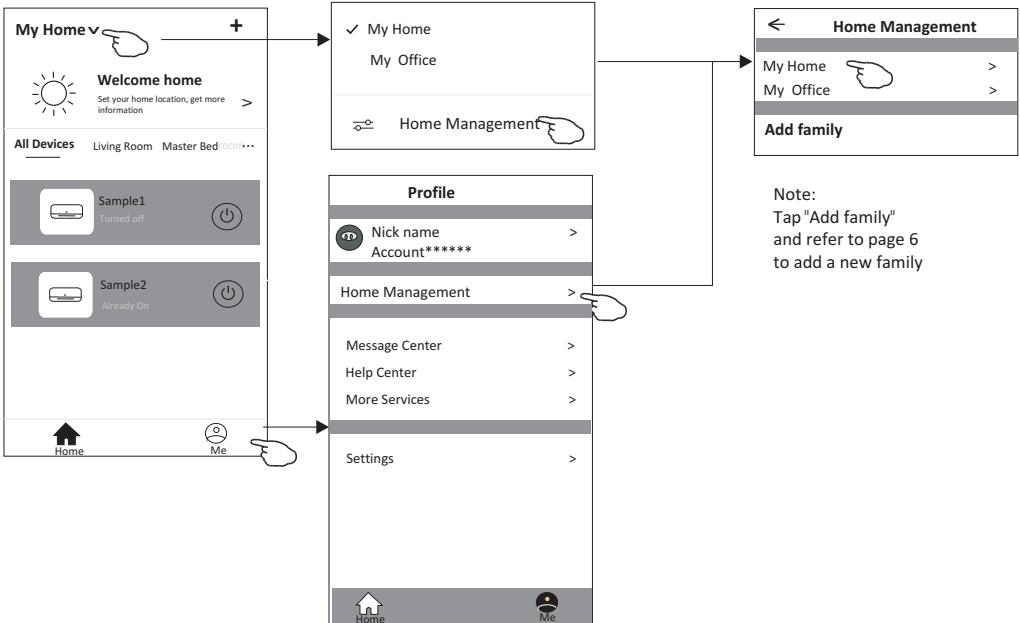 My Home
+
Welcome home
Set your home location, get more
information
>
All Devices Living Room Master Bedroom ...
Sample1
Turned off
Sample2
Already On
Home
Me
✓ My Home
My Office
Home Management
Profile
Nick name >
Account******
Home Management >
Message Center >
Help Center >
More Services >
Settings >
Home
Me
Home Management
My Home >
My Office >
Add family
Note:
Tap "Add family"
and refer to page 6
to add a new family